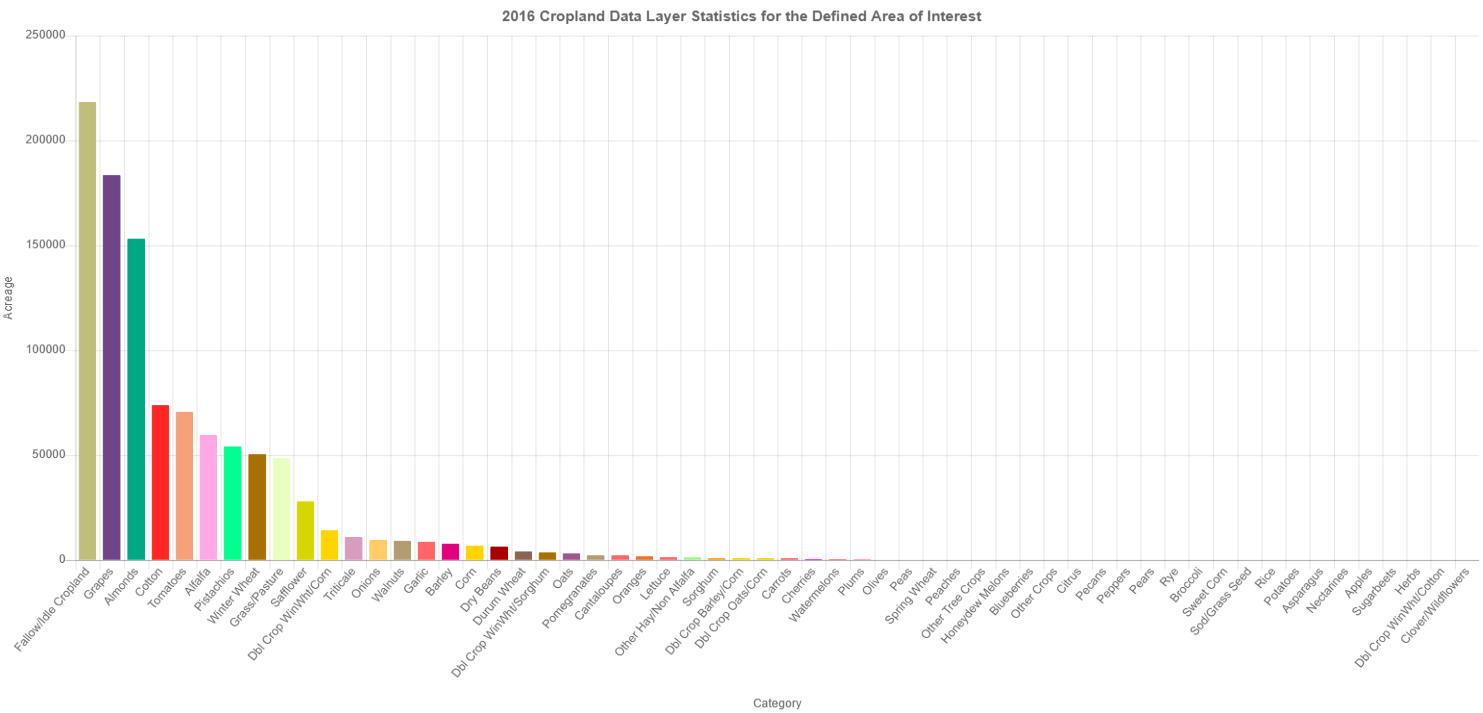 2016 Cropland Data Layer Statistics for the Defined Area of Interest
250000
200000
150000
100000
50000
0
Acreage
Fallow/Idle Cropland
Grapes
Almonds
Cotton
Tomatoes
Alfalfa
Pistachios
Winter Wheat
Grass/Pasture
Safflower
Dbl Crop WinWht/Corn
Triticale
Onions
Walnuts
Garlic
Barley
Corn
Dry Beans
Durum Wheat
Dbl Crop WinWht/Sorghum
Oats
Pomegranates
Cantaloupes
Oranges
Lettuce
Other Hay/Non Alfalfa
Sorghum
Dbl Crop Barley/Corn
Dbl Crop Oats/Corn
Carrots
Cherries
Watermelons
Plums
Olives
Peas
Spring Wheat
Peaches
Other Tree Crops
Honeydew Melons
Blueberries
Other Crops
Citrus
Pecans
Peppers
Pears
Rye
Broccoli
Sweet Corn
Sod/Grass Seed
Rice
Potatoes
Asparagus
Nectarines
Apples
Sugarbeets
Herbs
Dbl Crop WinWht/Cotton
Clover/Wildflowers
Category